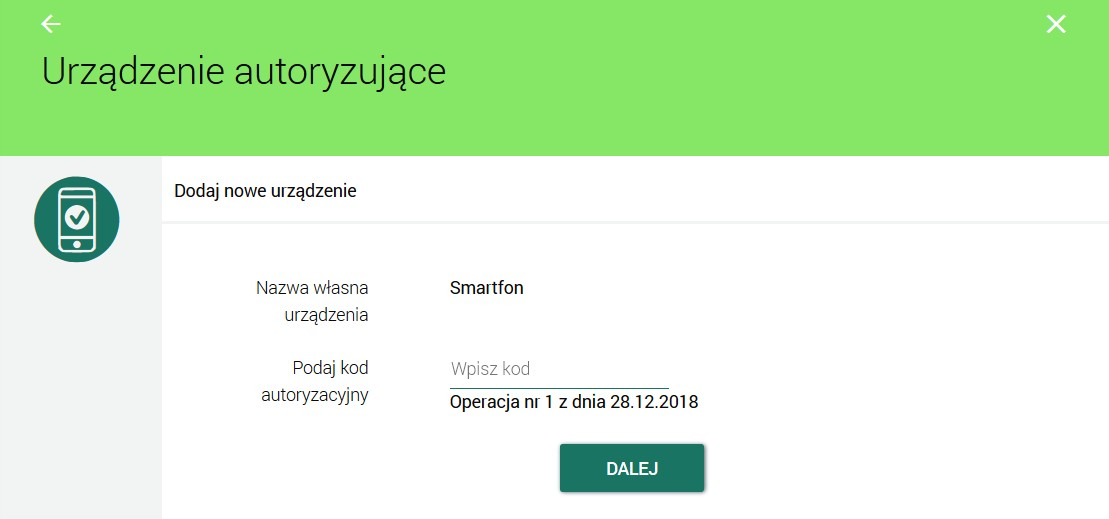 Urządzenie autoryzujące
Dodaj nowe urządzenie
Nazwa własna
urządzenia
Smartfon
Podaj kod
autoryzacyjny
Wpisz kod
Operacja nr 1 z dnia 28.12.2018
DALEJ